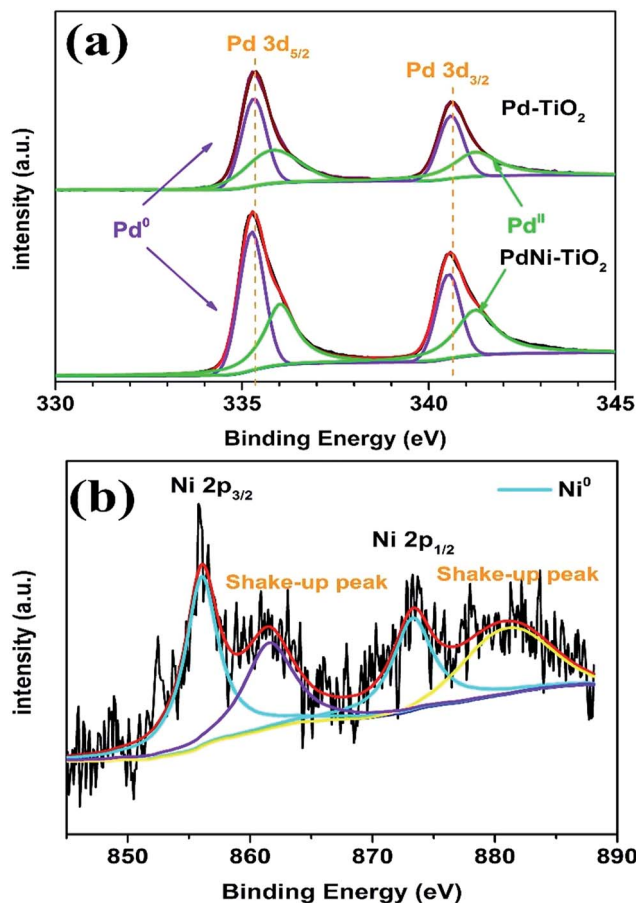 (a)
Pd 3d5/2
Pd 3d3/2
Pd-TiO2
Pd0
PdII
PdNi-TiO2
intensity (a.u.)
330 335 340 345
Binding Energy (eV)
(b)
Ni 2p3/2
Ni0
Ni 2p1/2
Shake-up peak
Shake-up peak
intensity (a.u.)
850 860 870 880 890
Binding Energy (eV)